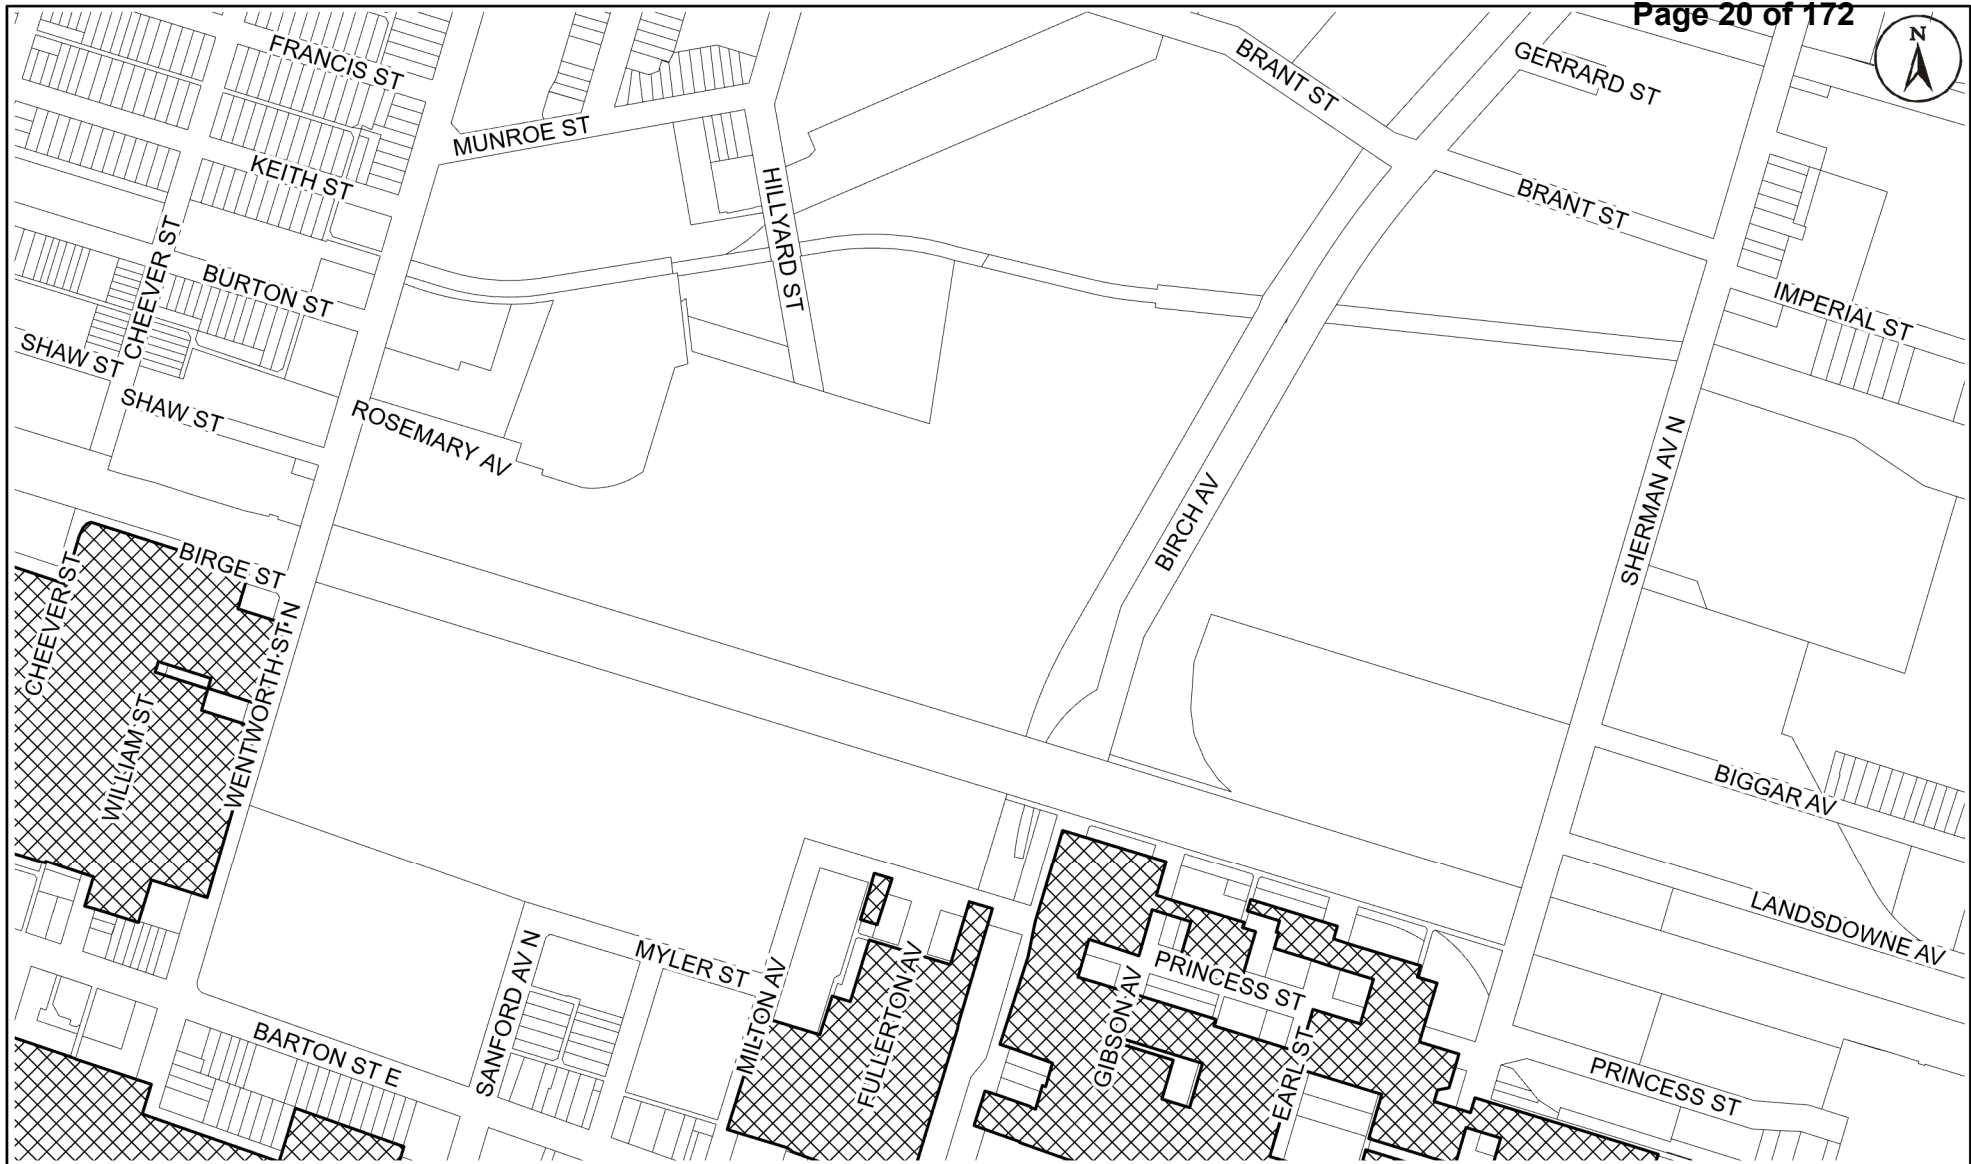 Page 20 of 172
N
FRANCIS ST
BRANT ST
GERRARD ST
MUNROE ST
KEITH ST
HILLYARD ST
BRANT ST
CHEEVER ST
BURTON ST
IMPERIAL ST
SHAW ST
SHAW ST
ROSEMARY AV
SHERMAN AV N
BIRCH AV
BIRGE ST
CHEEVER ST
WENTWORTH ST N
WILLIAM ST
BIGGAR AV
LANDSDOWNE AV
MYLER ST
PRINCESS ST
SANFORD AV N
MILTON AV
FULLERTON AV
GIBSON AV
EARL ST
BARTON ST E
PRINCESS ST